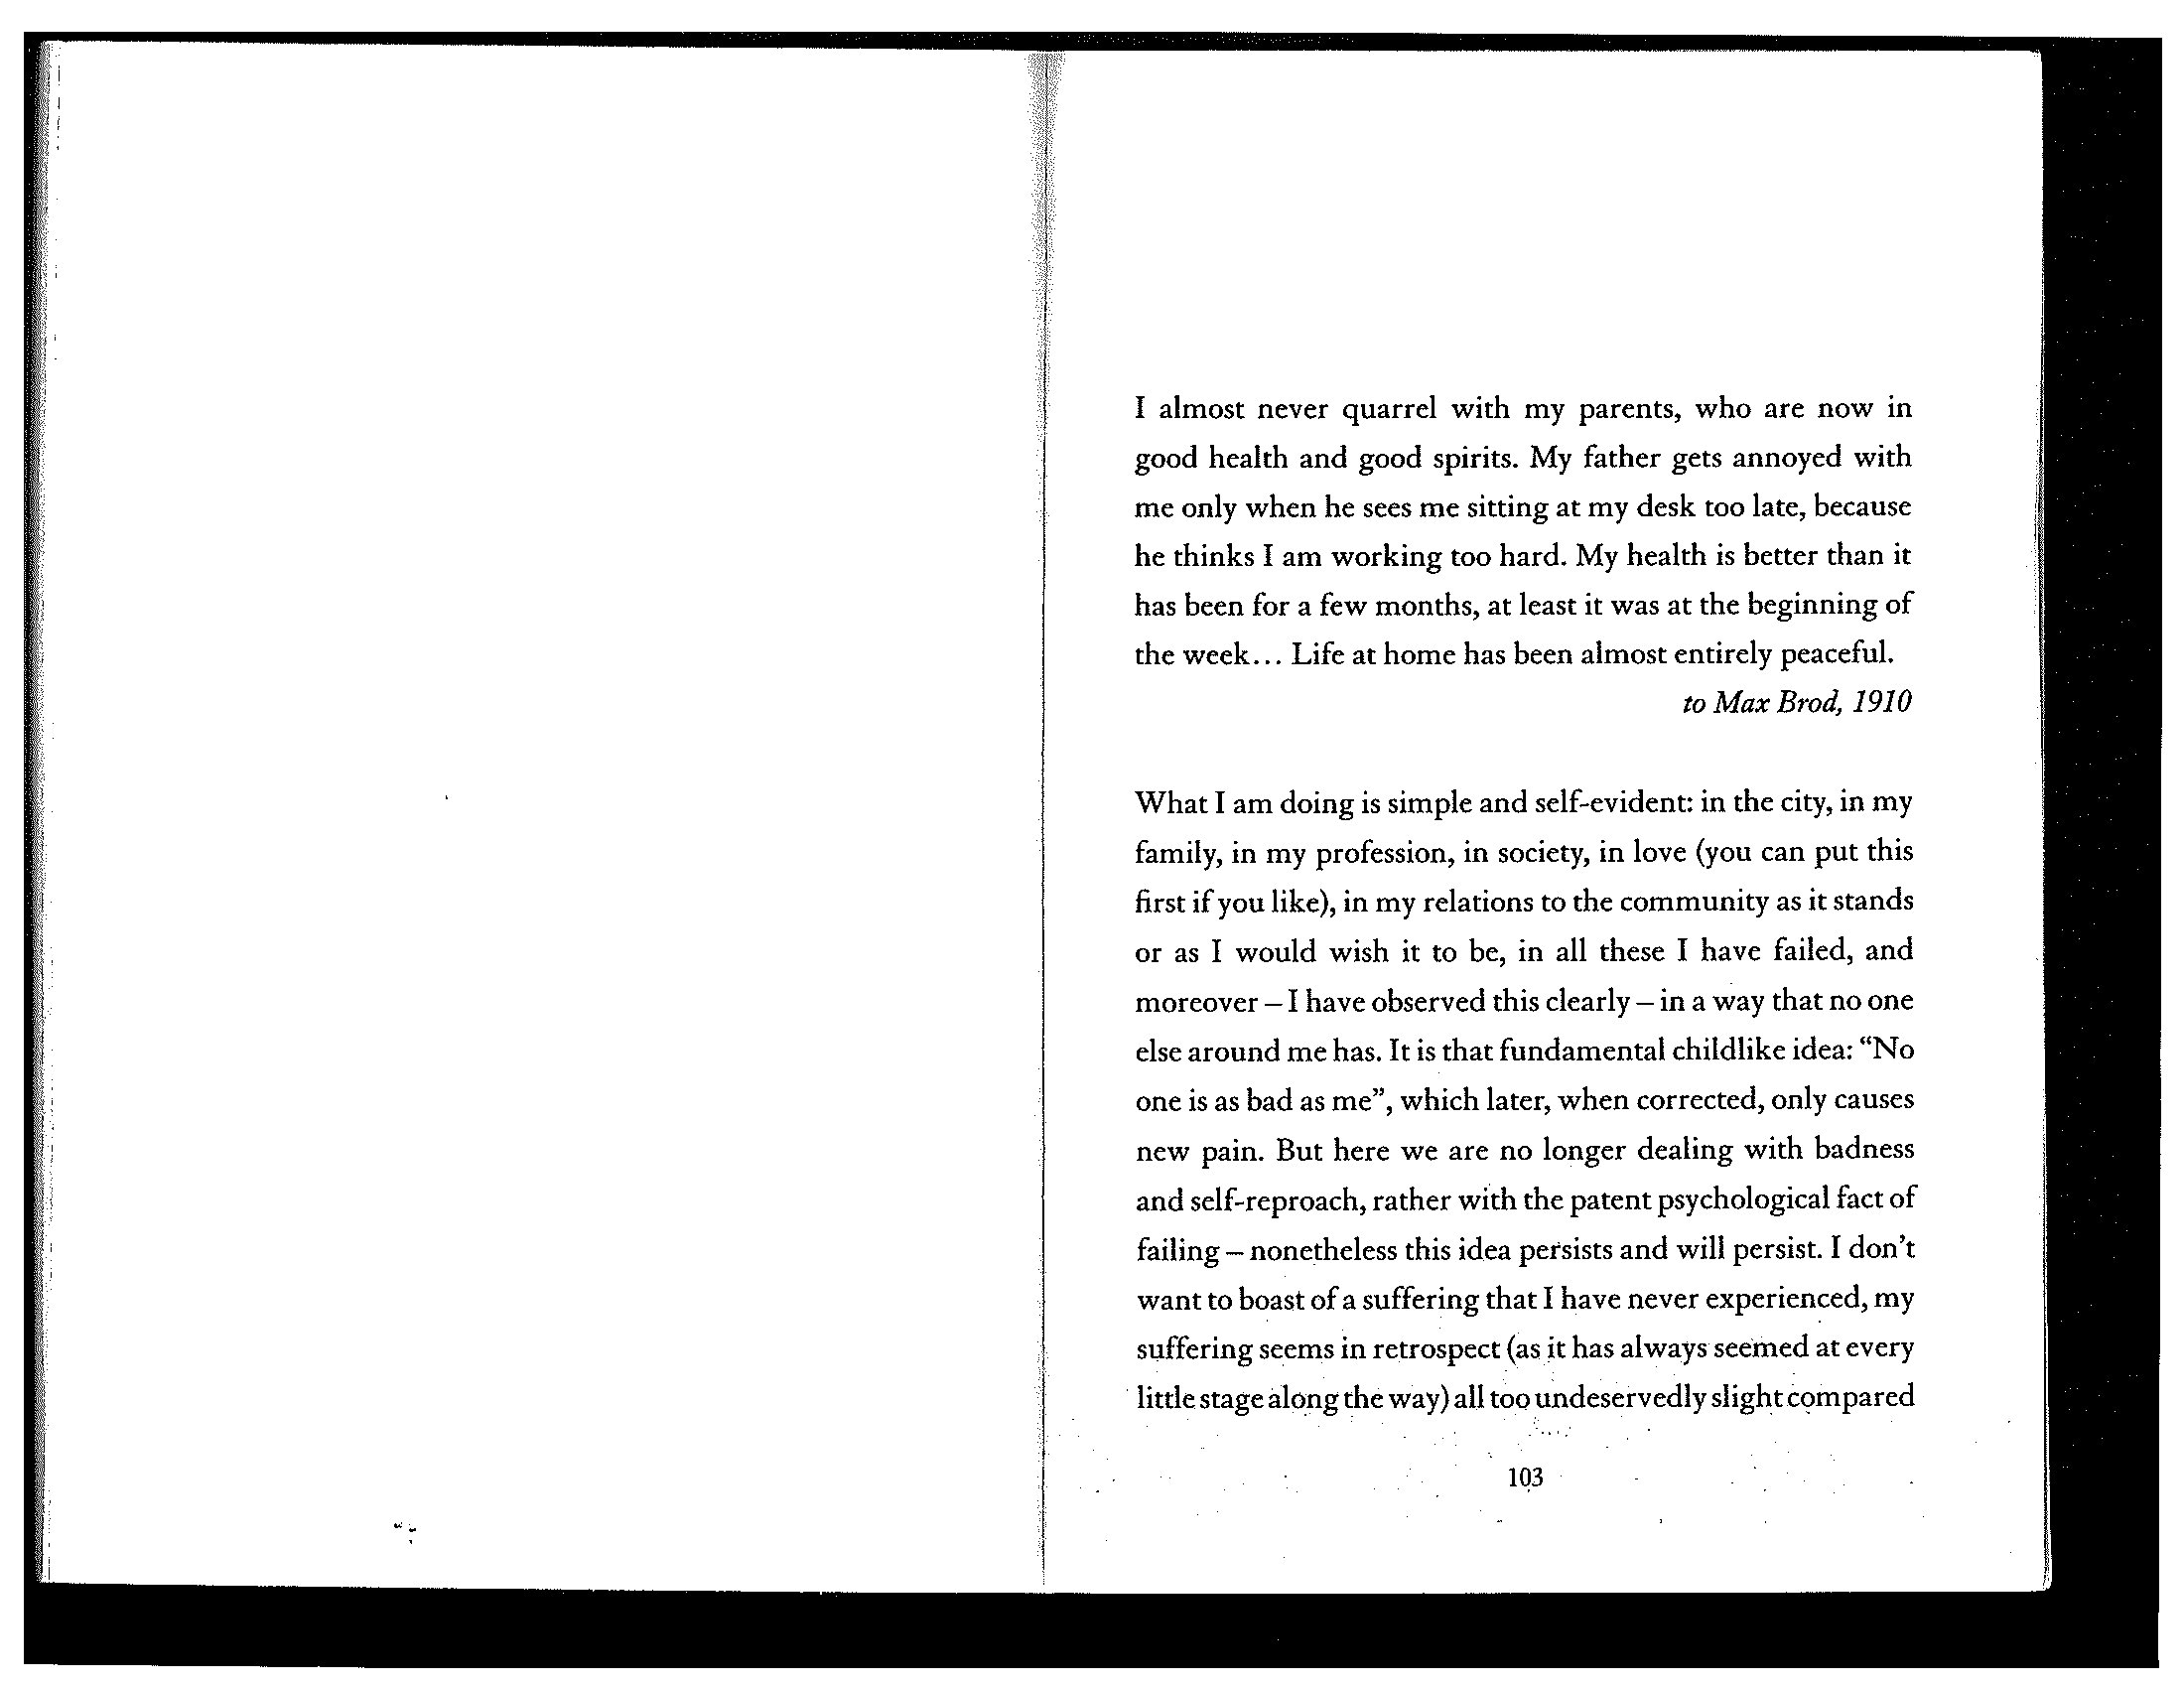 I almost never quarrel with my parents, who are now in
good health and good spirits. My father gets annoyed with
me only when he sees me sitting at my desk too late, because
he thinks I am working too hard. My health is better than it
has been for a few months, at least it was at the beginning of
the week... Life at home has been almost entirely peaceful.
to Max Brod, 1910
What I am doing is simple and self-evident: in the city, in my
family, in my profession, in society, in love (you can put this
first if you like), in my relations to the community as it stands
or as I would wish it to be, in all these I have failed, and
moreover – I have observed this clearly – in a way that no one
else around me has. It is that fundamental childlike idea: “No
one is as bad as me”, which later, when corrected, only causes
new pain. But here we are no longer dealing with badness
and self-reproach, rather with the patent psychological fact of
failing – nonetheless this idea persists and will persist. I don’t
want to boast of a suffering that I have never experienced, my
suffering seems in retrospect (as it has always seemed at every
little stage along the way) all too undeservedly slight compared
103